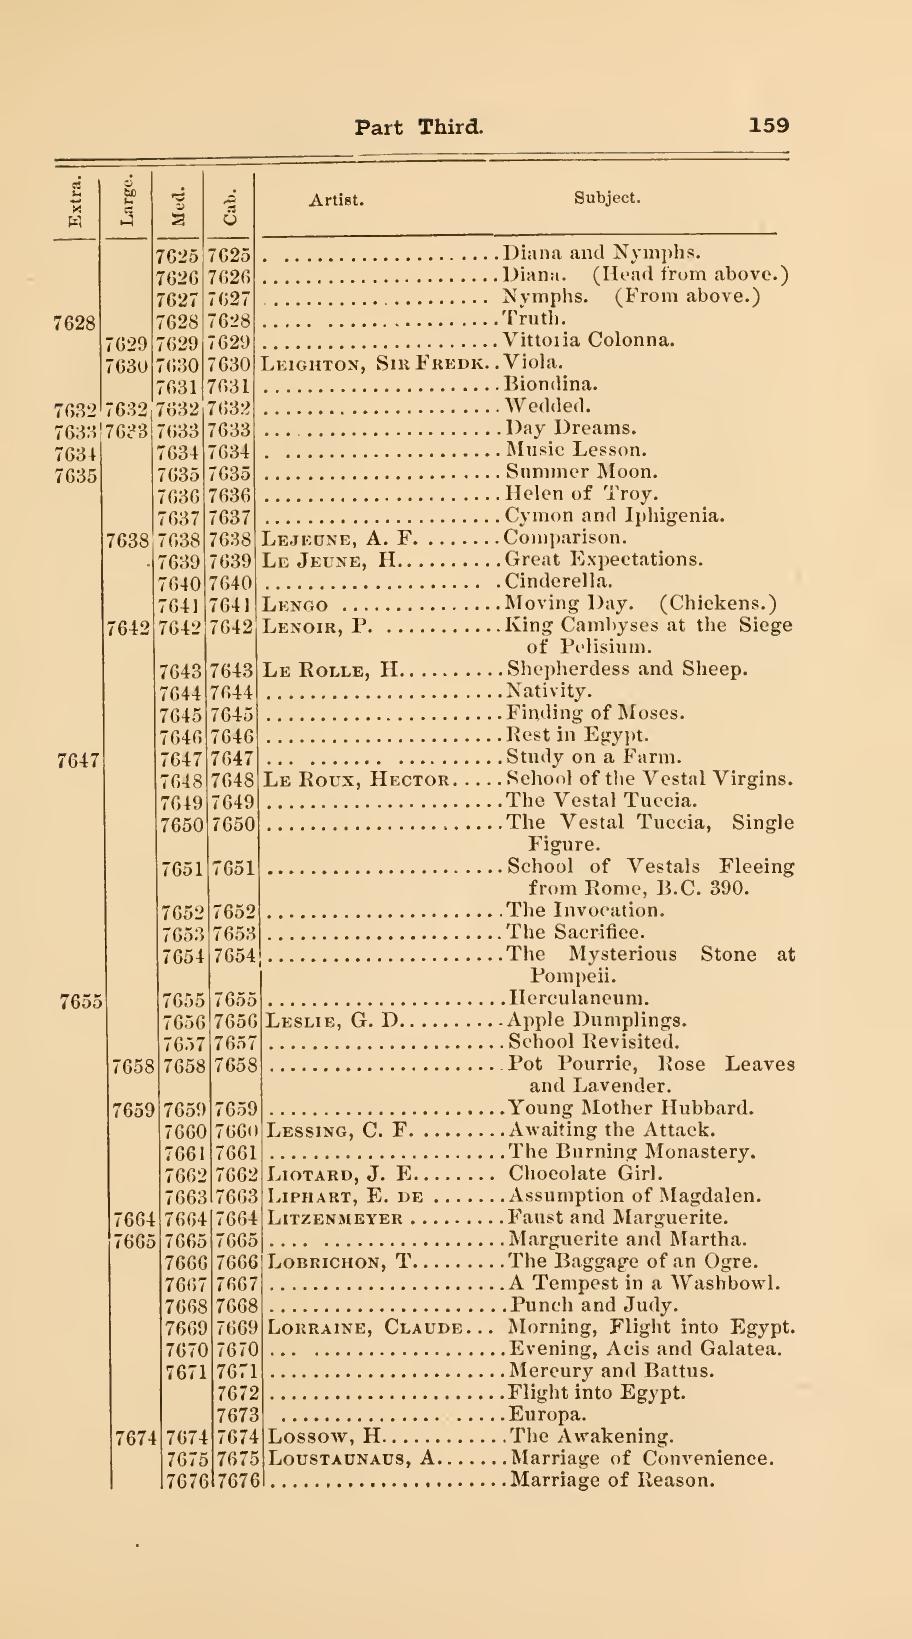 Part Third. 159
Extra. Large. Med. Cab. Artist. Subject.
7625 7625 . ...................Diana and Nymphs.
7626 7626 .....................Diana. (Head from above.)
7627 7627 .................... Nymphs. (From above.)
7628 7628 7628 .....................Truth.
7629 7629 7629 .....................Vittoria Colonna.
7630 7630 7630 LEIGHTON, SIR FREDK..Viola.
7631 7631 .....................Biondina.
7632 7632 7632 7632 .....................Wedded.
7633 7633 7633 7633 .....................Day Dreams.
7634 7634 7634 . ...................Music Lesson.
7635 7635 7635 .....................Summer Moon.
7636 7636 .....................Helen of Troy.
7637 7637 .....................Cymon and Iphigenia.
7638 7638 7638 LEJEUNE, A. F. .......Comparison.
7639 7639 LE JEUNE, H..........Great Expectations.
7640 7640 .................... .Cinderella.
7641 7641 LENGO ..............Moving Day. (Chickens.)
7642 7642 7642 LENOIR, P. ...........King Cambyses at the Siege
of Pelisium.
7643 7643 LE ROLLE, H..........Shepherdess and Sheep.
7644 7644 .....................Nativity.
7645 7645 .....................Finding of Moses.
7646 7646 .....................Rest in Egypt.
7647 7647 7647 ... ....... ..........Study on a Farm.
7648 7648 LE ROUX, HECTOR.....School of the Vestal Virgins.
7649 7649 .....................The Vestal Tuccia.
7650 7650 .....................The Vestal Tuccia, Single
Figure.
7651 7651 .....................School of Vestals Fleeing
from Rome, B.C. 390.
7652 7652 .....................The Invocation.
7653 7653 .....................The Sacrifice.
7654 7654 .....................The Mysterious Stone at
Pompeii.
7655 7655 7655 .....................Herculaneum.
7656 7656 LESLIE, G. D..........Apple Dumplings.
7657 7657 .....................School Revisited.
7658 7658 7658 .....................Pot Pourrie, Rose Leaves
and Lavender.
7659 7659 7659 .....................Young Mother Hubbard.
7660 7660 LESSING, C. F. ........Awaiting the Attack.
7661 7661 .....................The Burning Monastery.
7662 7662 LIOTARD, J. E....... Chocolate Girl.
7663 7663 LIPHART, E. DE .......Assumption of Magdalen.
7664 7664 7664 LITZENMEYER .........Faust and Marguerite.
7665 7665 7665 .... ................Marguerite and Martha.
7666 7666 LOBRICHON, T.........The Baggage of an Ogre.
7667 7667 .....................A Tempest in a Washbowl.
7668 7668 .....................Punch and Judy.
7669 7669 LORRAINE, CLAUDE... Morning, Flight into Egypt.
7670 7670 ... .................Evening, Acis and Galatea.
7671 7671 .....................Mercury and Battus.
7672 .....................Flight into Egypt.
7673 ............. ......Europa.
7674 7674 7674 LOSSOW, H...........The Awakening.
7675 7675 LOUSTAUNAUS, A.......Marriage of Convenience.
7676 7676 .....................Marriage of Reason.